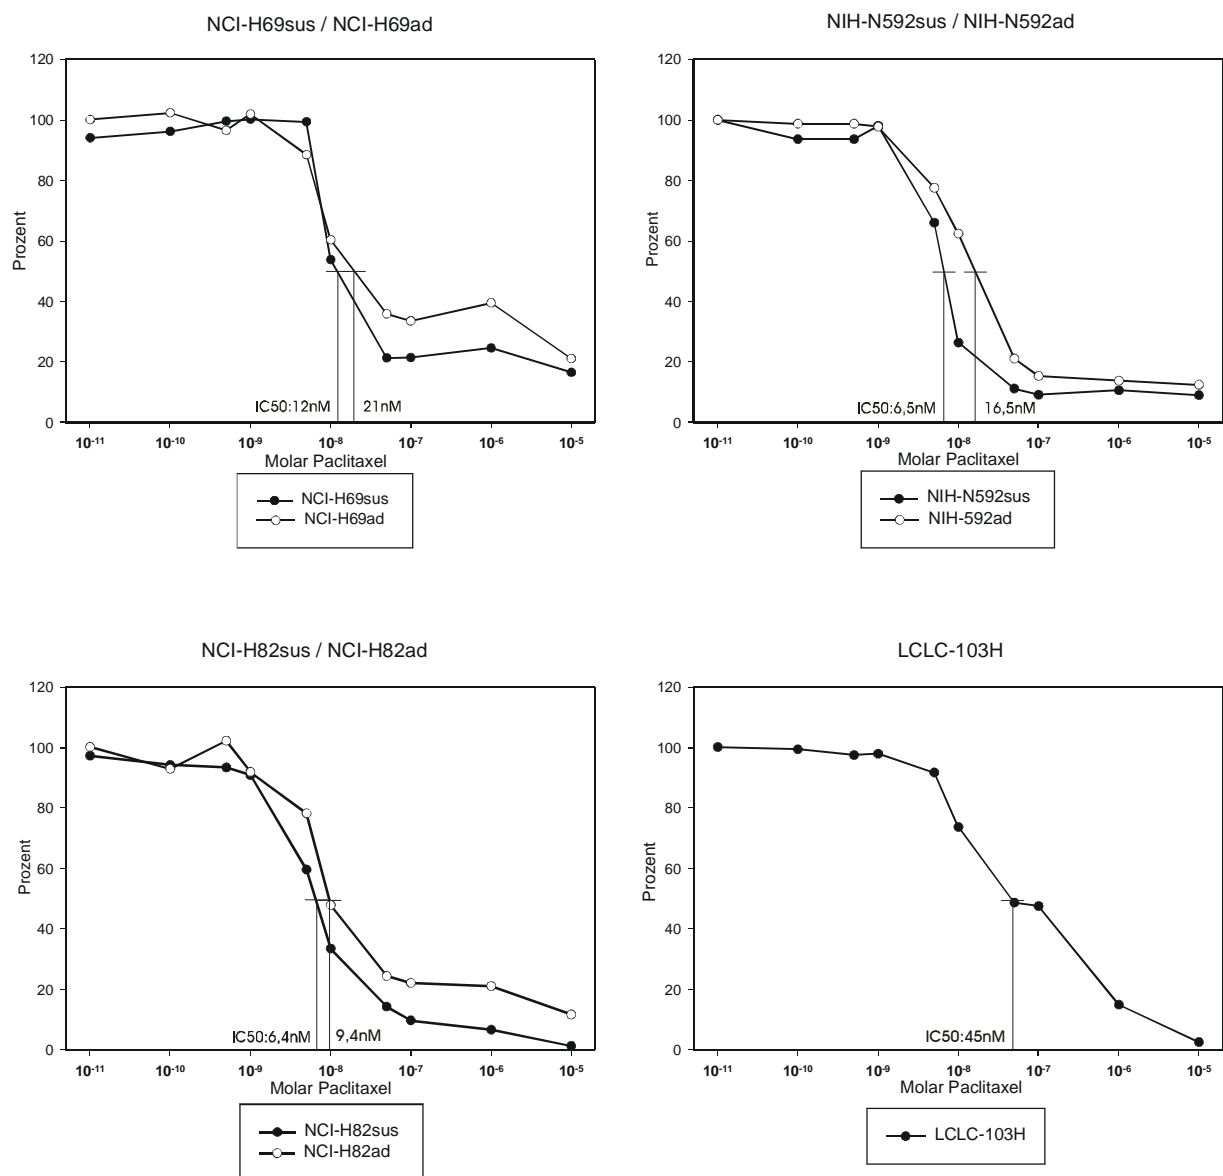 NCI-H69sus / NCI-H69ad
120
100
80
60
40
20
0
Prozent
IC50:12nM
21nM
10-11
10-10
10-9
10-8
10-7
10-6
10-5
Molar Paclitaxel
NCI-H69sus
NCI-H69ad
NIH-N592sus / NIH-N592ad
120
100
80
60
40
20
0
Prozent
IC50:6,5nM
16,5nM
10-11
10-10
10-9
10-8
10-7
10-6
10-5
Molar Paclitaxel
NIH-N592sus
NIH-592ad
NCI-H82sus / NCI-H82ad
120
100
80
60
40
20
0
Prozent
IC50:6,4nM
9,4nM
10-11
10-10
10-9
10-8
10-7
10-6
10-5
Molar Paclitaxel
NCI-H82sus
NCI-H82ad
LCLC-103H
120
100
80
60
40
20
0
Prozent
IC50:45nM
10-11
10-10
10-9
10-8
10-7
10-6
10-5
Molar Paclitaxel
LCLC-103H